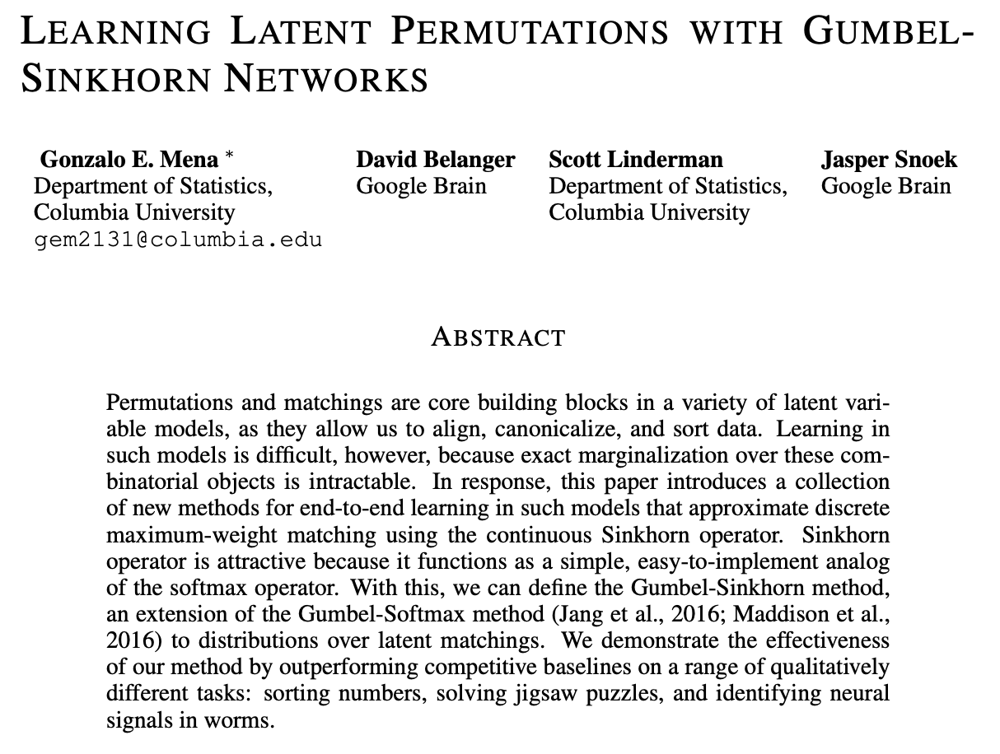 LEARNING LATENT PERMUTATIONS WITH GUMBEL-
SINKHORN NETWORKS
Gonzalo E. Mena *
Department of Statistics,
Columbia University
gem2131@columbia.edu
David Belanger
Google Brain
Scott Linderman
Department of Statistics,
Columbia University
Jasper Snoek
Google Brain
ABSTRACT
Permutations and matchings are core building blocks in a variety of latent vari-
able models, as they allow us to align, canonicalize, and sort data. Learning in
such models is difficult, however, because exact marginalization over these com-
binatorial objects is intractable. In response, this paper introduces a collection
of new methods for end-to-end learning in such models that approximate discrete
maximum-weight matching using the continuous Sinkhorn operator. Sinkhorn
operator is attractive because it functions as a simple, easy-to-implement analog
of the softmax operator. With this, we can define the Gumbel-Sinkhorn method,
an extension of the Gumbel-Softmax method (Jang et al., 2016; Maddison et al.,
2016) to distributions over latent matchings. We demonstrate the effectiveness
of our method by outperforming competitive baselines on a range of qualitatively
different tasks: sorting numbers, solving jigsaw puzzles, and identifying neural
signals in worms.